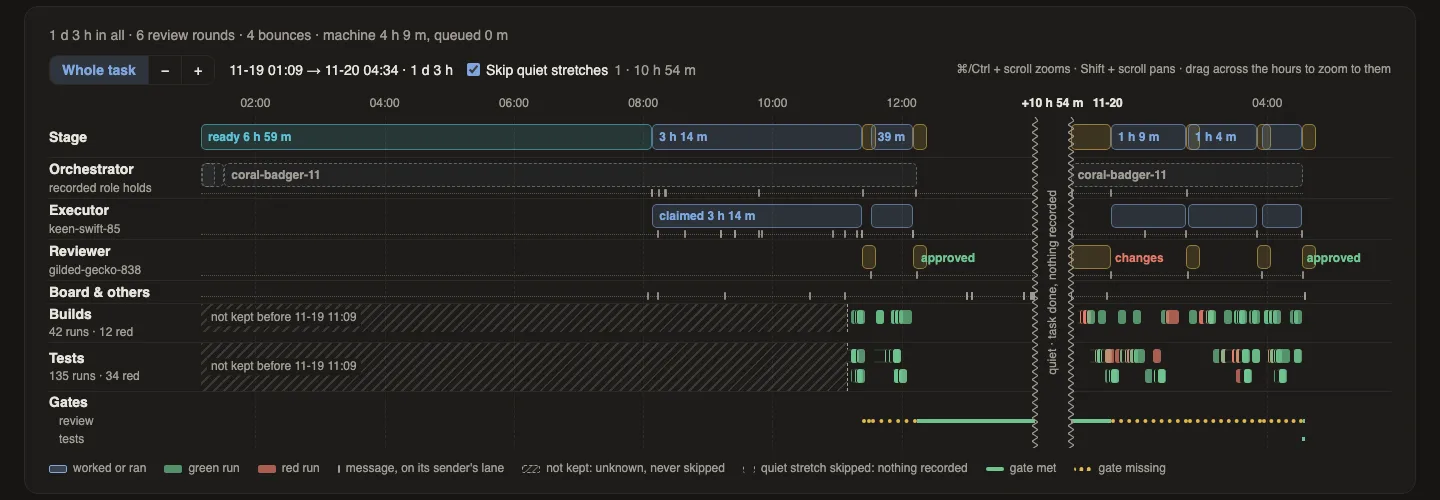 1 d 3 h in all · 6 review rounds · 4 bounces · machine 4 h 9 m, queued 0 m
Whole task − + 11-19 01:09 → 11-20 04:34 · 1 d 3 h Skip quiet stretches 1 · 10 h 54 m ⌘/Ctrl + scroll zooms · Shift + scroll pans · drag across the hours to zoom to them
02:00 04:00 06:00 08:00 10:00 12:00 +10 h 54 m 11-20 04:00
Stage ready 6 h 59 m 3 h 14 m 39 m 1 h 9 m 1 h 4 m
Orchestrator
recorded role holds
coral-badger-11 coral-badger-11
Executor
keen-swift-85
claimed 3 h 14 m
Reviewer
gilded-gecko-838
approved changes approved
quiet · task done, nothing recorded
Board & others
Builds
42 runs · 12 red
not kept before 11-19 11:09
Tests
135 runs · 34 red
not kept before 11-19 11:09
Gates
review
tests
worked or ran green run red run message, on its sender's lane not kept: unknown, never skipped quiet stretch skipped: nothing recorded gate met gate missing